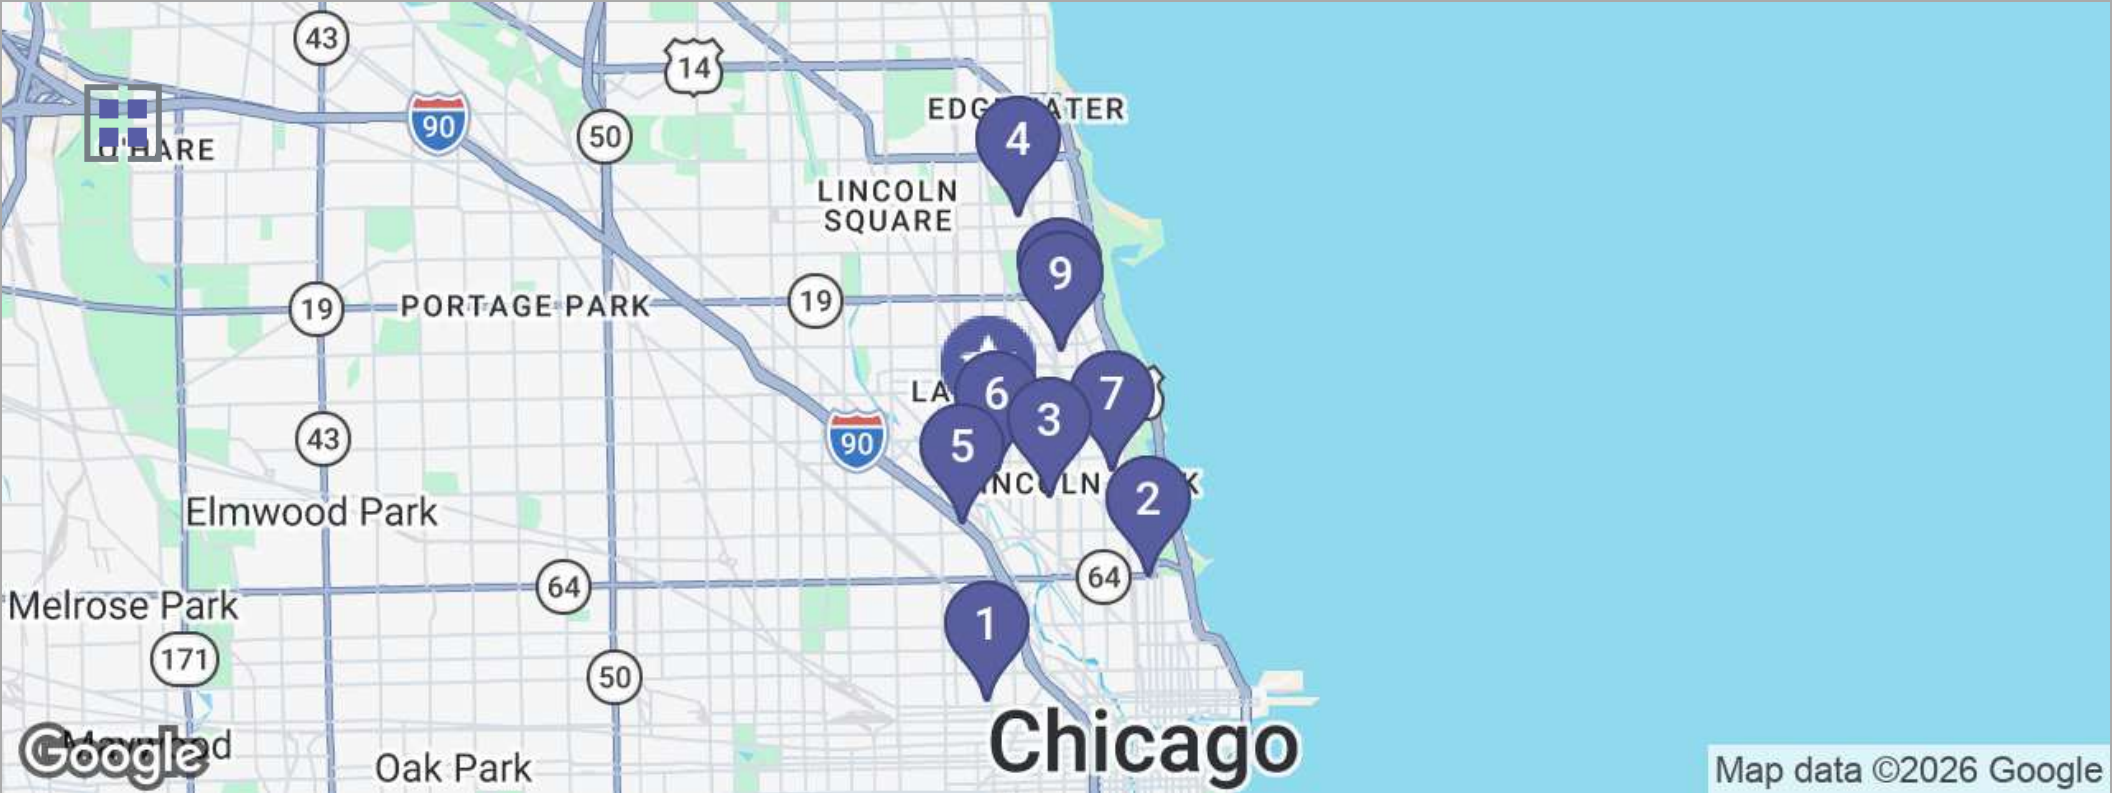 43
14
90
50
EDGEWATER
4
O'HARE
LINCOLN
SQUARE
9
19
PORTAGE PARK
19
6
7
3
43
90
5
LINCOLN PARK
2
Elmwood Park
64
64
Melrose Park
1
171
50
Chicago
Maywood
Google
Oak Park
Map data ©2026 Google